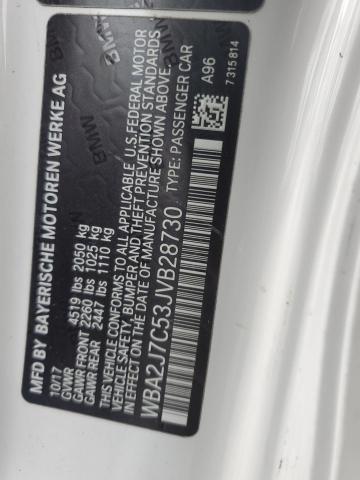 MFD BY BAYERISCHE MOTOREN WERKE AG
10/17
GVWR 4519 lbs 2050 kg
GAWR FRONT 2260 lbs 1025 kg
GAWR REAR 2447 lbs 1110 kg
THIS VEHICLE CONFORMS TO ALL APPLICABLE U.S.FEDERAL MOTOR
VEHICLE SAFETY, BUMPER AND THEFT PREVENTION STANDARDS
IN EFFECT ON THE DATE OF MANUFACTURE SHOWN ABOVE.
WBA2J7C53JVB28730 TYPE: PASSENGER CAR
A96
7 315 814
BMW
BMW
BMW